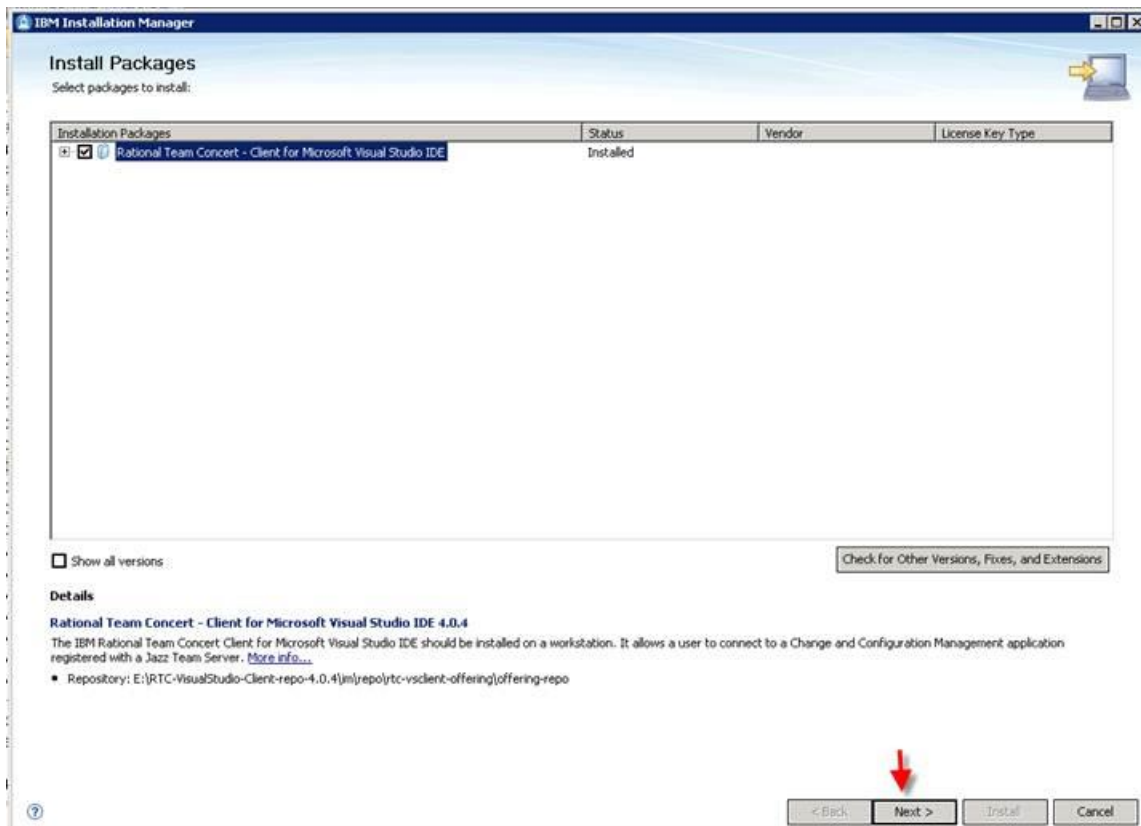 IBM Installation Manager
Install Packages
Select packages to install:
Installation Packages Status Vendor License Key Type
Rational Team Concert - Client for Microsoft Visual Studio IDE Installed
Show all versions
Check for Other Versions, Fixes, and Extensions
Details
Rational Team Concert - Client for Microsoft Visual Studio IDE 4.0.4
The IBM Rational Team Concert Client for Microsoft Visual Studio IDE should be installed on a workstation. It allows a user to connect to a Change and Configuration Management application
registered with a Jazz Team Server. More info...
• Repository: E:\RTC-VisualStudio-Client-repo-4.0.4\im\repo\rtc-vsclient-offering\offering-repo
? < Back Next > Install Cancel